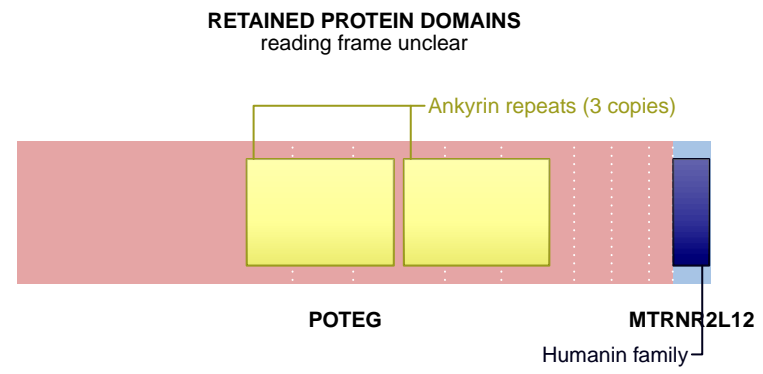 RETAINED PROTEIN DOMAINS
reading frame unclear
Ankyrin repeats (3 copies)
POTEG
MTRNR2L12
Humanin family